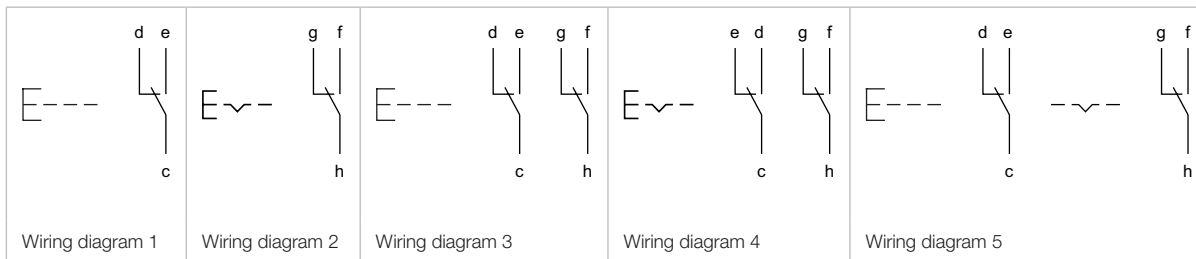 d e
c
Wiring diagram 1
g f
h
Wiring diagram 2
d e g f
c h
Wiring diagram 3
e d g f
c h
Wiring diagram 4
d e g f
c h
Wiring diagram 5